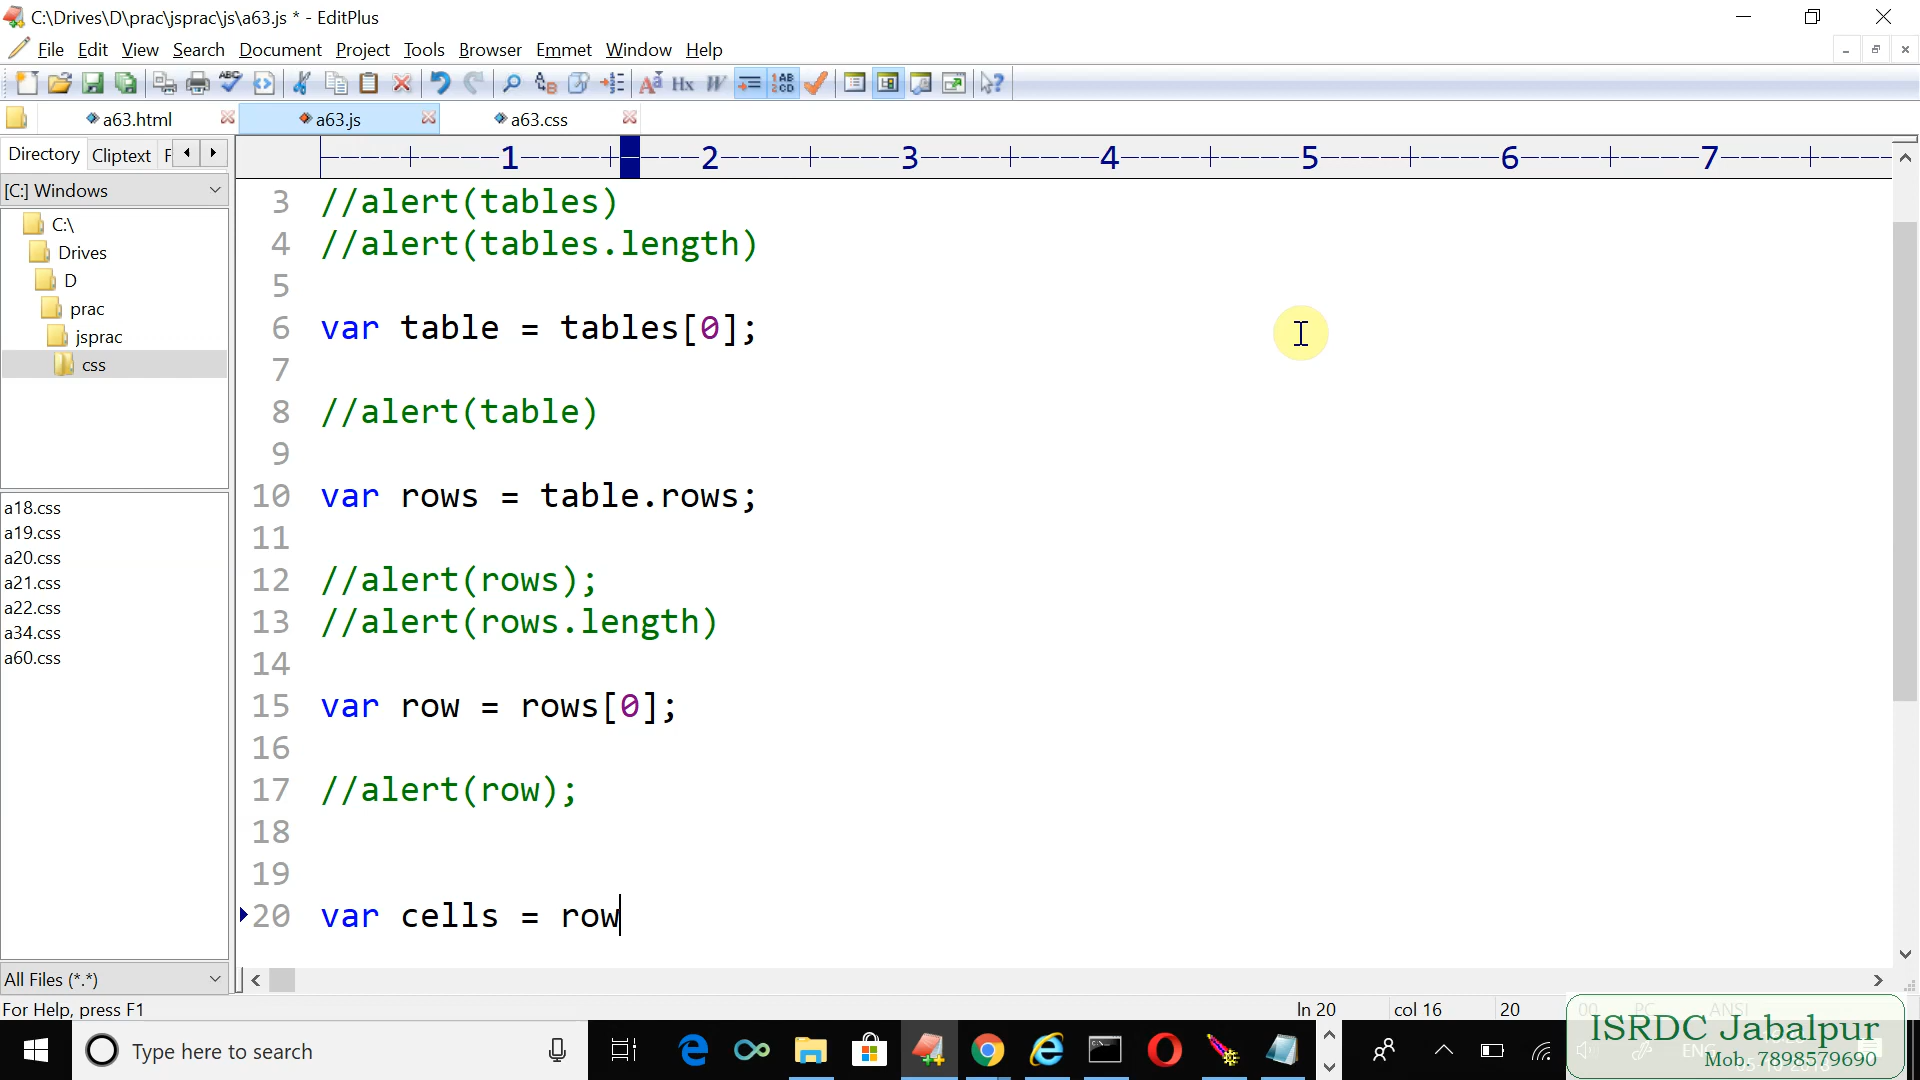 C:\Drives\D\prac\jsprac\js\a63.js * - EditPlus
File Edit View Search Document Project Tools Browser Emmet Window Help
a63.html
a63.js
a63.css
Directory
Cliptext
F
----+----1----+----2----+----3----+----4----+----5----+----6----+----7----+----
[C:] Windows
C:\
Drives
D
prac
jsprac
css
a18.css
a19.css
a20.css
a21.css
a22.css
a34.css
a60.css
All Files (*.*)
3 //alert(tables)
4 //alert(tables.length)
5
6 var table = tables[0];
7
8 //alert(table)
9
10 var rows = table.rows;
11
12 //alert(rows);
13 //alert(rows.length)
14
15 var row = rows[0];
16
17 //alert(row);
18
19
20 var cells = row
For Help, press F1
ln 20
col 16
20
00
PC
ANSI
Type here to search
ENG
ISRDC Jabalpur
Mob. 7898579690